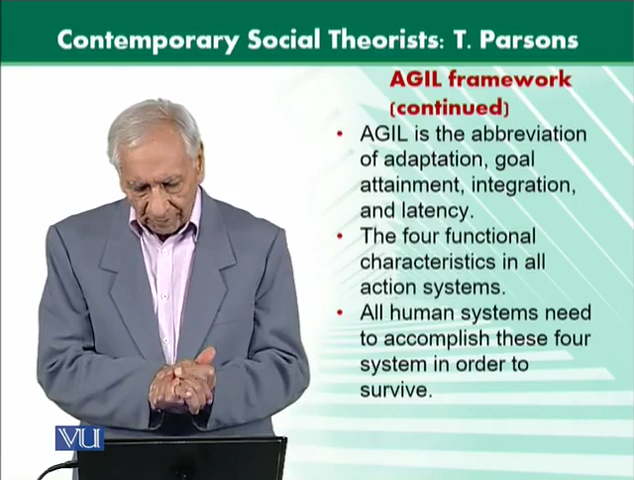 Contemporary Social Theorists: T. Parsons
AGIL framework
(continued)
• AGIL is the abbreviation
of adaptation, goal
attainment, integration,
and latency.
• The four functional
characteristics in all
action systems.
• All human systems need
to accomplish these four
system in order to
survive.
VU